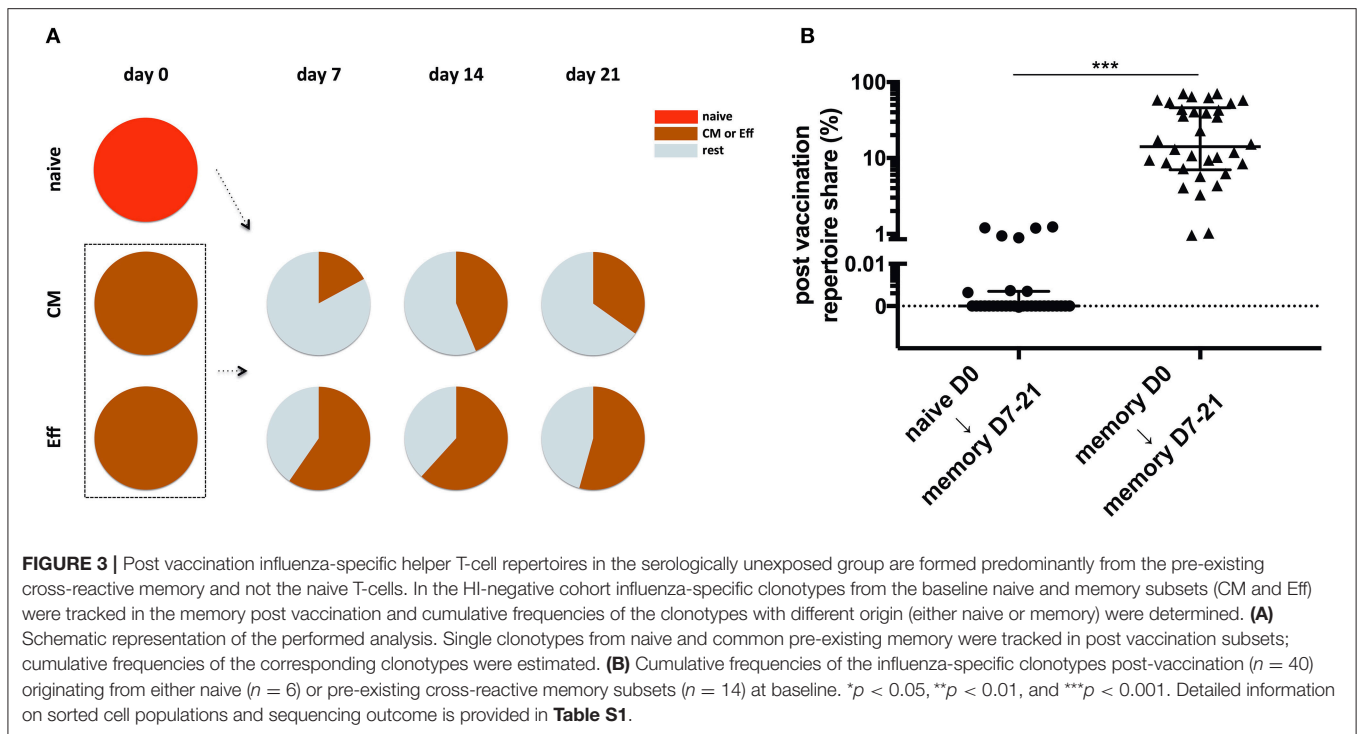 A
day 0
day 7
day 14
day 21
naive
CM or Eff
rest
naive
CM
Eff
B
***
post vaccination
repertoire share (%)
100
10
1
0.01
0
naive D0
→
memory D7-21
memory D0
→
memory D7-21
FIGURE 3 | Post vaccination influenza-specific helper T-cell repertoires in the serologically unexposed group are formed predominantly from the pre-existing
cross-reactive memory and not the naive T-cells. In the HI-negative cohort influenza-specific clonotypes from the baseline naive and memory subsets (CM and Eff)
were tracked in the memory post vaccination and cumulative frequencies of the clonotypes with different origin (either naive or memory) were determined. (A)
Schematic representation of the performed analysis. Single clonotypes from naive and common pre-existing memory were tracked in post vaccination subsets;
cumulative frequencies of the corresponding clonotypes were estimated. (B) Cumulative frequencies of the influenza-specific clonotypes post-vaccination (n = 40)
originating from either naive (n = 6) or pre-existing cross-reactive memory subsets (n = 14) at baseline. *p < 0.05, **p < 0.01, and ***p < 0.001. Detailed information
on sorted cell populations and sequencing outcome is provided in Table S1.